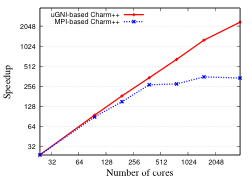 uGNI-based Charm++
MPI-based Charm++
2048
1024
512
256
128
64
32
Speedup
32 64 128 256 512 1024 2048
Number of cores